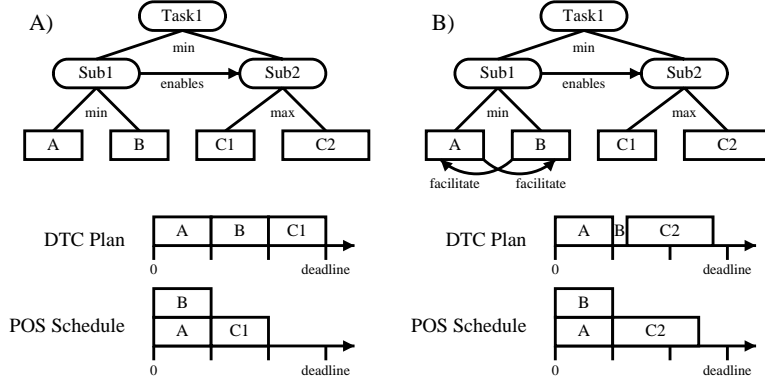 A)
Task1
min
Sub1
enables
Sub2
min
max
A
B
C1
C2
DTC Plan
A
B
C1
0
deadline
POS Schedule
B
A
C1
0
deadline
B)
Task1
min
Sub1
enables
Sub2
min
max
A
B
C1
C2
facilitate
facilitate
DTC Plan
A
B
C2
0
deadline
POS Schedule
B
A
C2
0
deadline